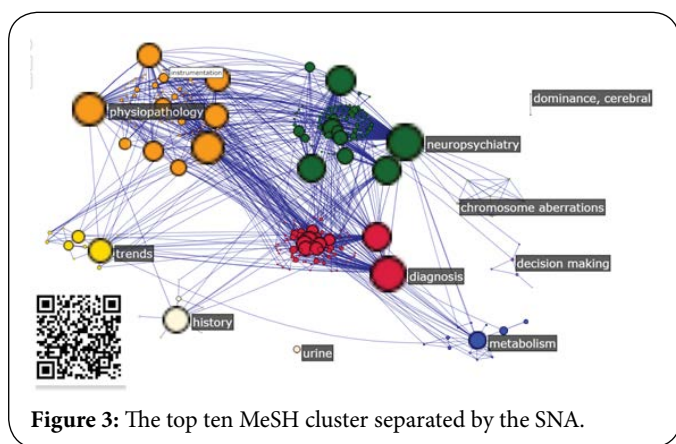 instrumentation
physiopathology
dominance, cerebral
neuropsychiatry
chromosome aberrations
trends
decision making
diagnosis
history
urine
metabolism
Figure 3: The top ten MeSH cluster separated by the SNA.